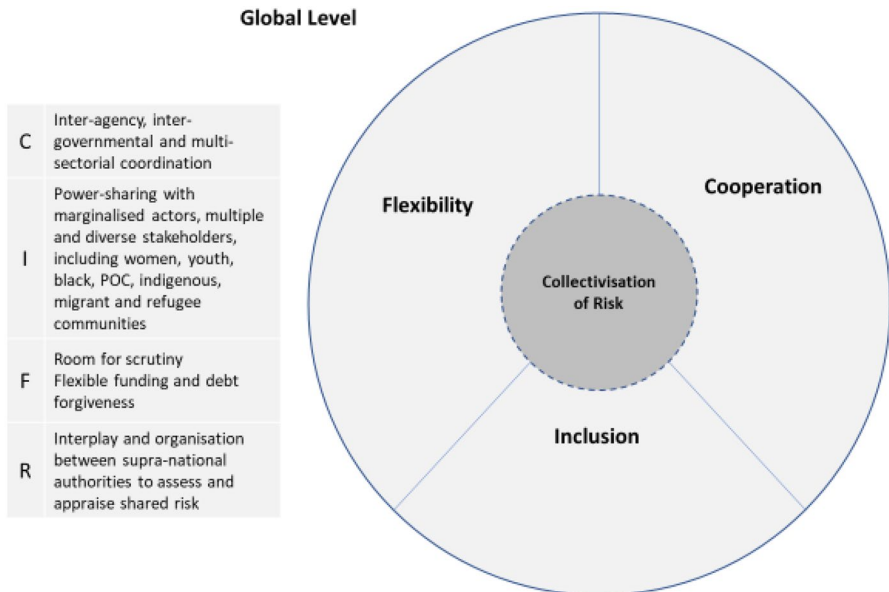 Global Level
C
Inter-agency, inter-
governmental and multi-
sectorial coordination
I
Power-sharing with
marginalised actors, multiple
and diverse stakeholders,
including women, youth,
black, POC, indigenous,
migrant and refugee
communities
F
Room for scrutiny
Flexible funding and debt
forgiveness
R
Interplay and organisation
between supra-national
authorities to assess and
appraise shared risk
Flexibility
Cooperation
Collectivisation
of Risk
Inclusion